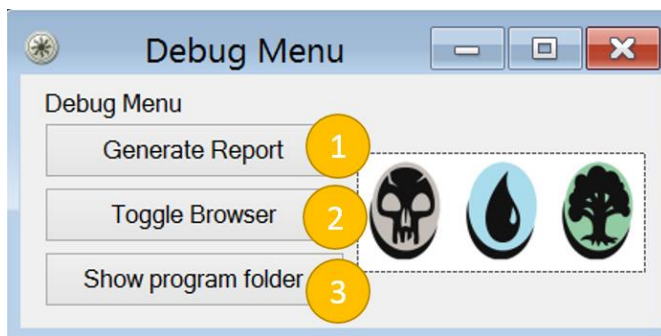 Debug Menu
Debug Menu
Generate Report 1
Toggle Browser 2
Show program folder 3